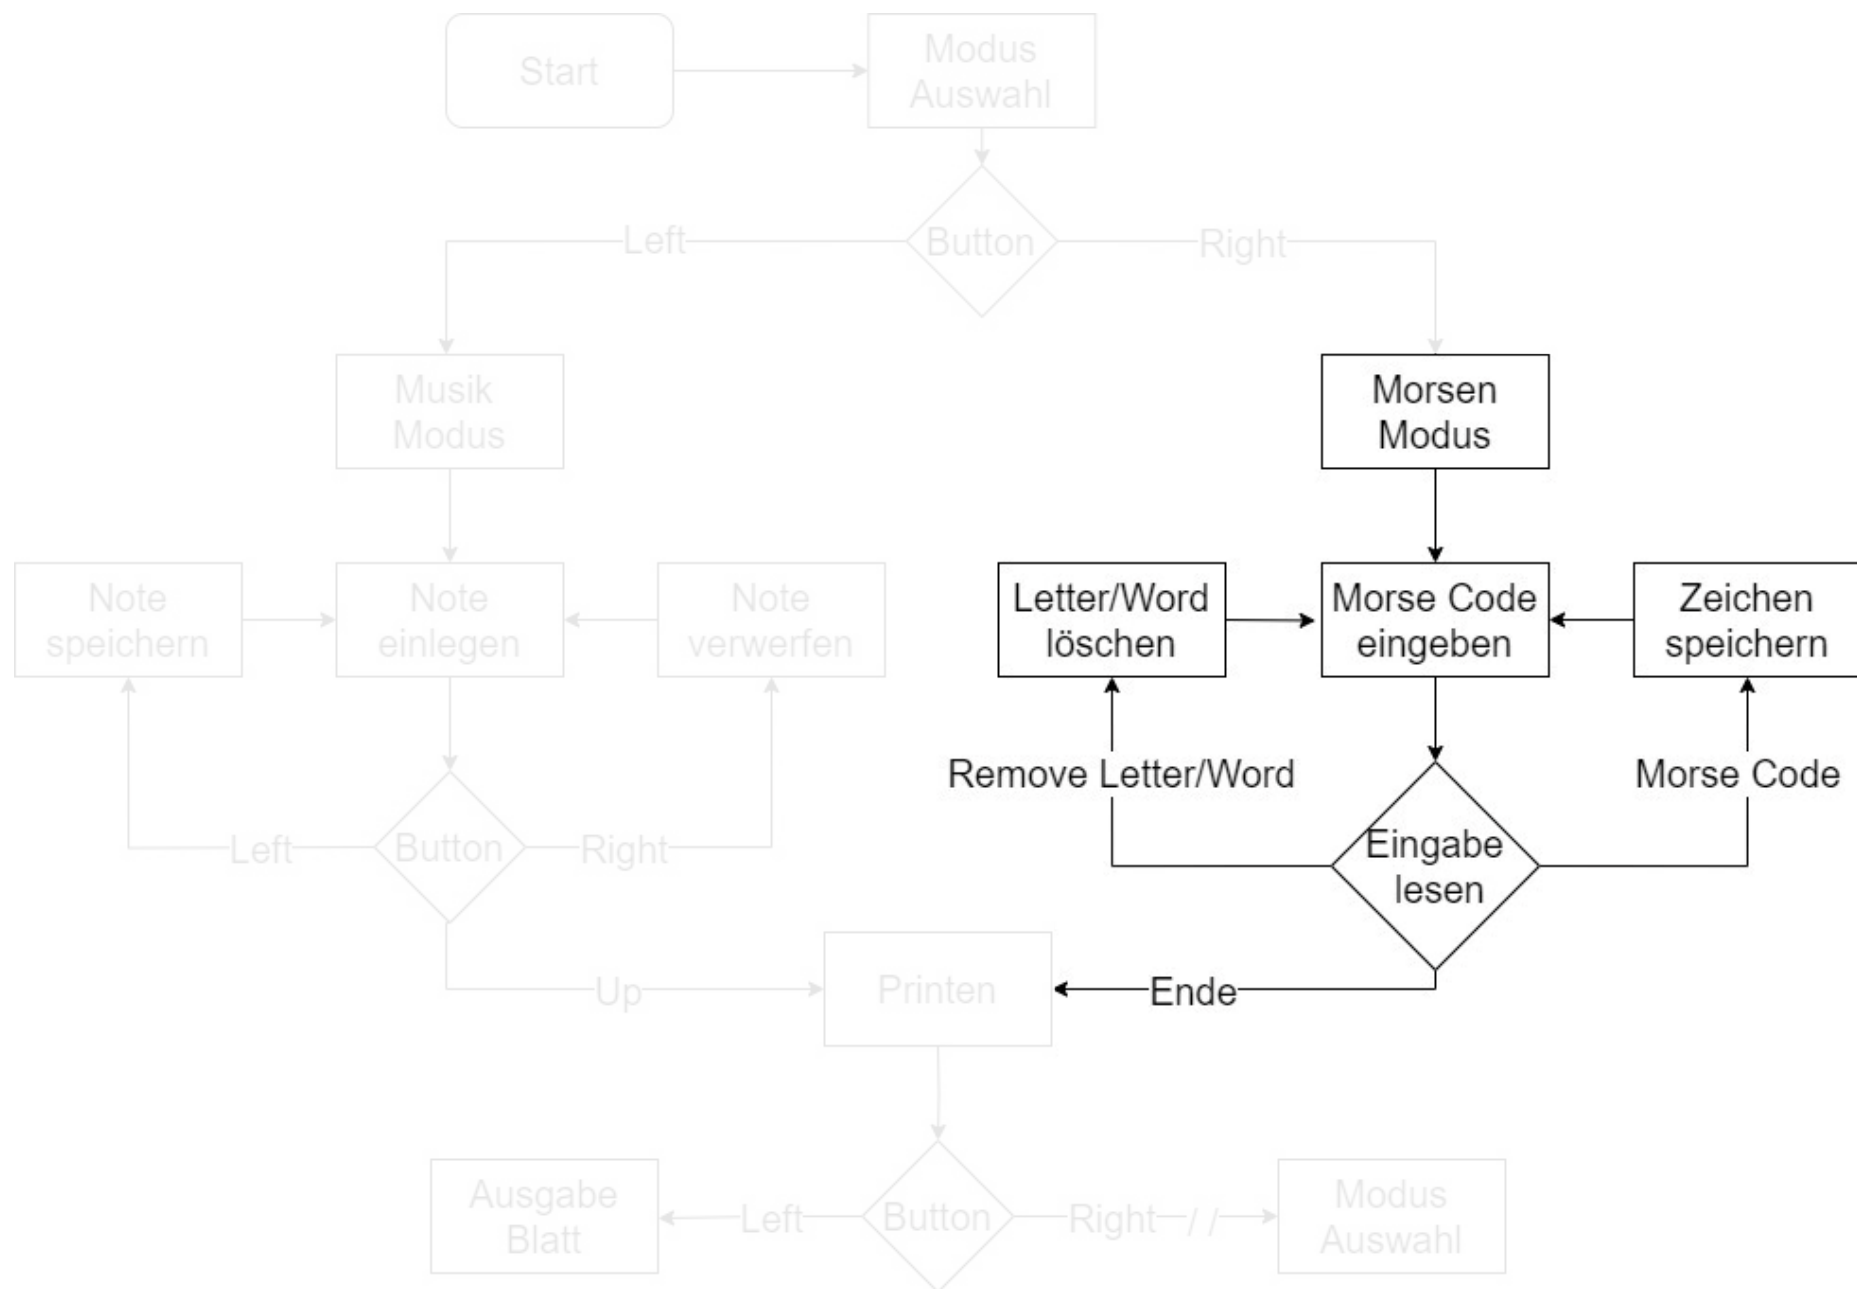 Start
Modus
Auswahl
Left
Button
Right
Musik
Modus
Morsen
Modus
Note
speichern
Note
einlegen
Note
verwerfen
Letter/Word
löschen
Morse Code
eingeben
Zeichen
speichern
Remove Letter/Word
Morse Code
Left
Button
Right
Eingabe
lesen
Up
Printen
Ende
Ausgabe
Blatt
Left
Button
Right
//
Modus
Auswahl